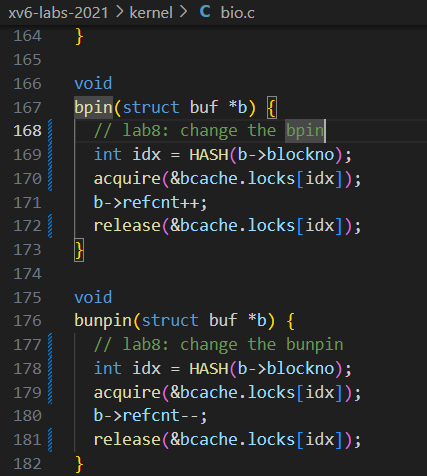 xv6-labs-2021 > kernel > C bio.c
164 }
165
166 void
167 bpin(struct buf *b) {
168   // lab8: change the bpin
169   int idx = HASH(b->blockno);
170   acquire(&bcache.locks[idx]);
171   b->refcnt++;
172   release(&bcache.locks[idx]);
173 }
174
175 void
176 bunpin(struct buf *b) {
177   // lab8: change the bunpin
178   int idx = HASH(b->blockno);
179   acquire(&bcache.locks[idx]);
180   b->refcnt--;
181   release(&bcache.locks[idx]);
182 }